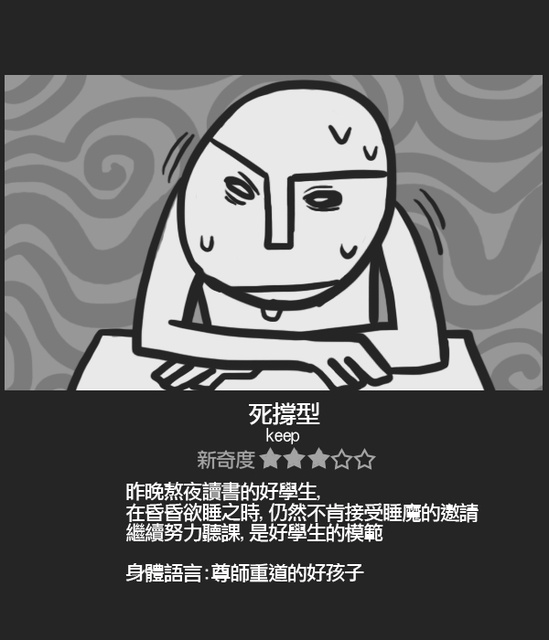 死撐型
keep
新奇度★★★☆☆
昨晚熬夜讀書的好學生,
在昏昏欲睡之時, 仍然不肯接受睡魔的邀請
繼續努力聽課, 是好學生的模範
身體語言:尊師重道的好孩子